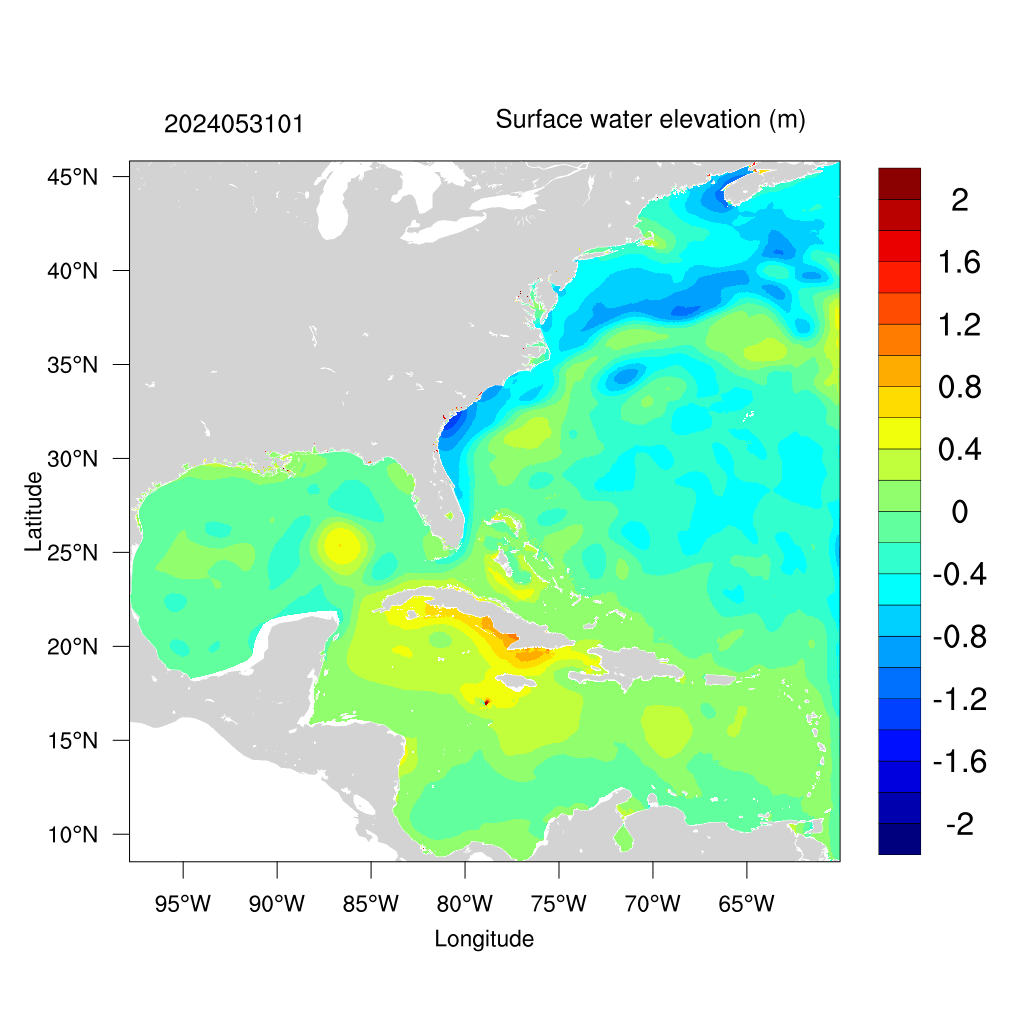 2024053101
Surface water elevation (m)
45°N
40°N
35°N
30°N
25°N
20°N
15°N
10°N
Latitude
95°W 90°W 85°W 80°W 75°W 70°W 65°W
Longitude
2
1.6
1.2
0.8
0.4
0
-0.4
-0.8
-1.2
-1.6
-2